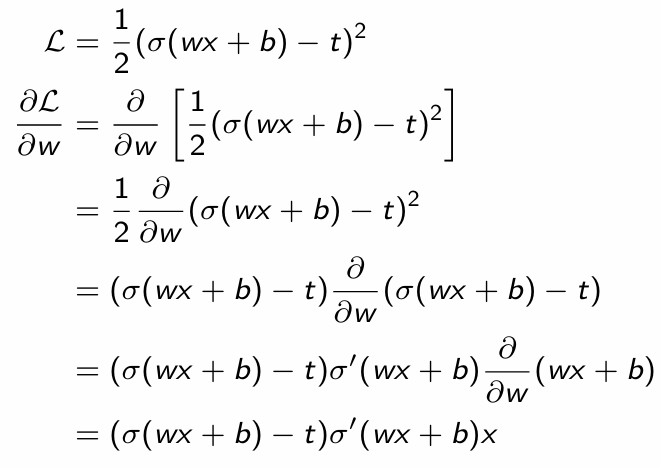 ℒ = 1/2 (σ(wx + b) − t)²
∂ℒ/∂w = ∂/∂w [1/2 (σ(wx + b) − t)²]
= 1/2 ∂/∂w (σ(wx + b) − t)²
= (σ(wx + b) − t) ∂/∂w (σ(wx + b) − t)
= (σ(wx + b) − t)σ′(wx + b) ∂/∂w (wx + b)
= (σ(wx + b) − t)σ′(wx + b)x